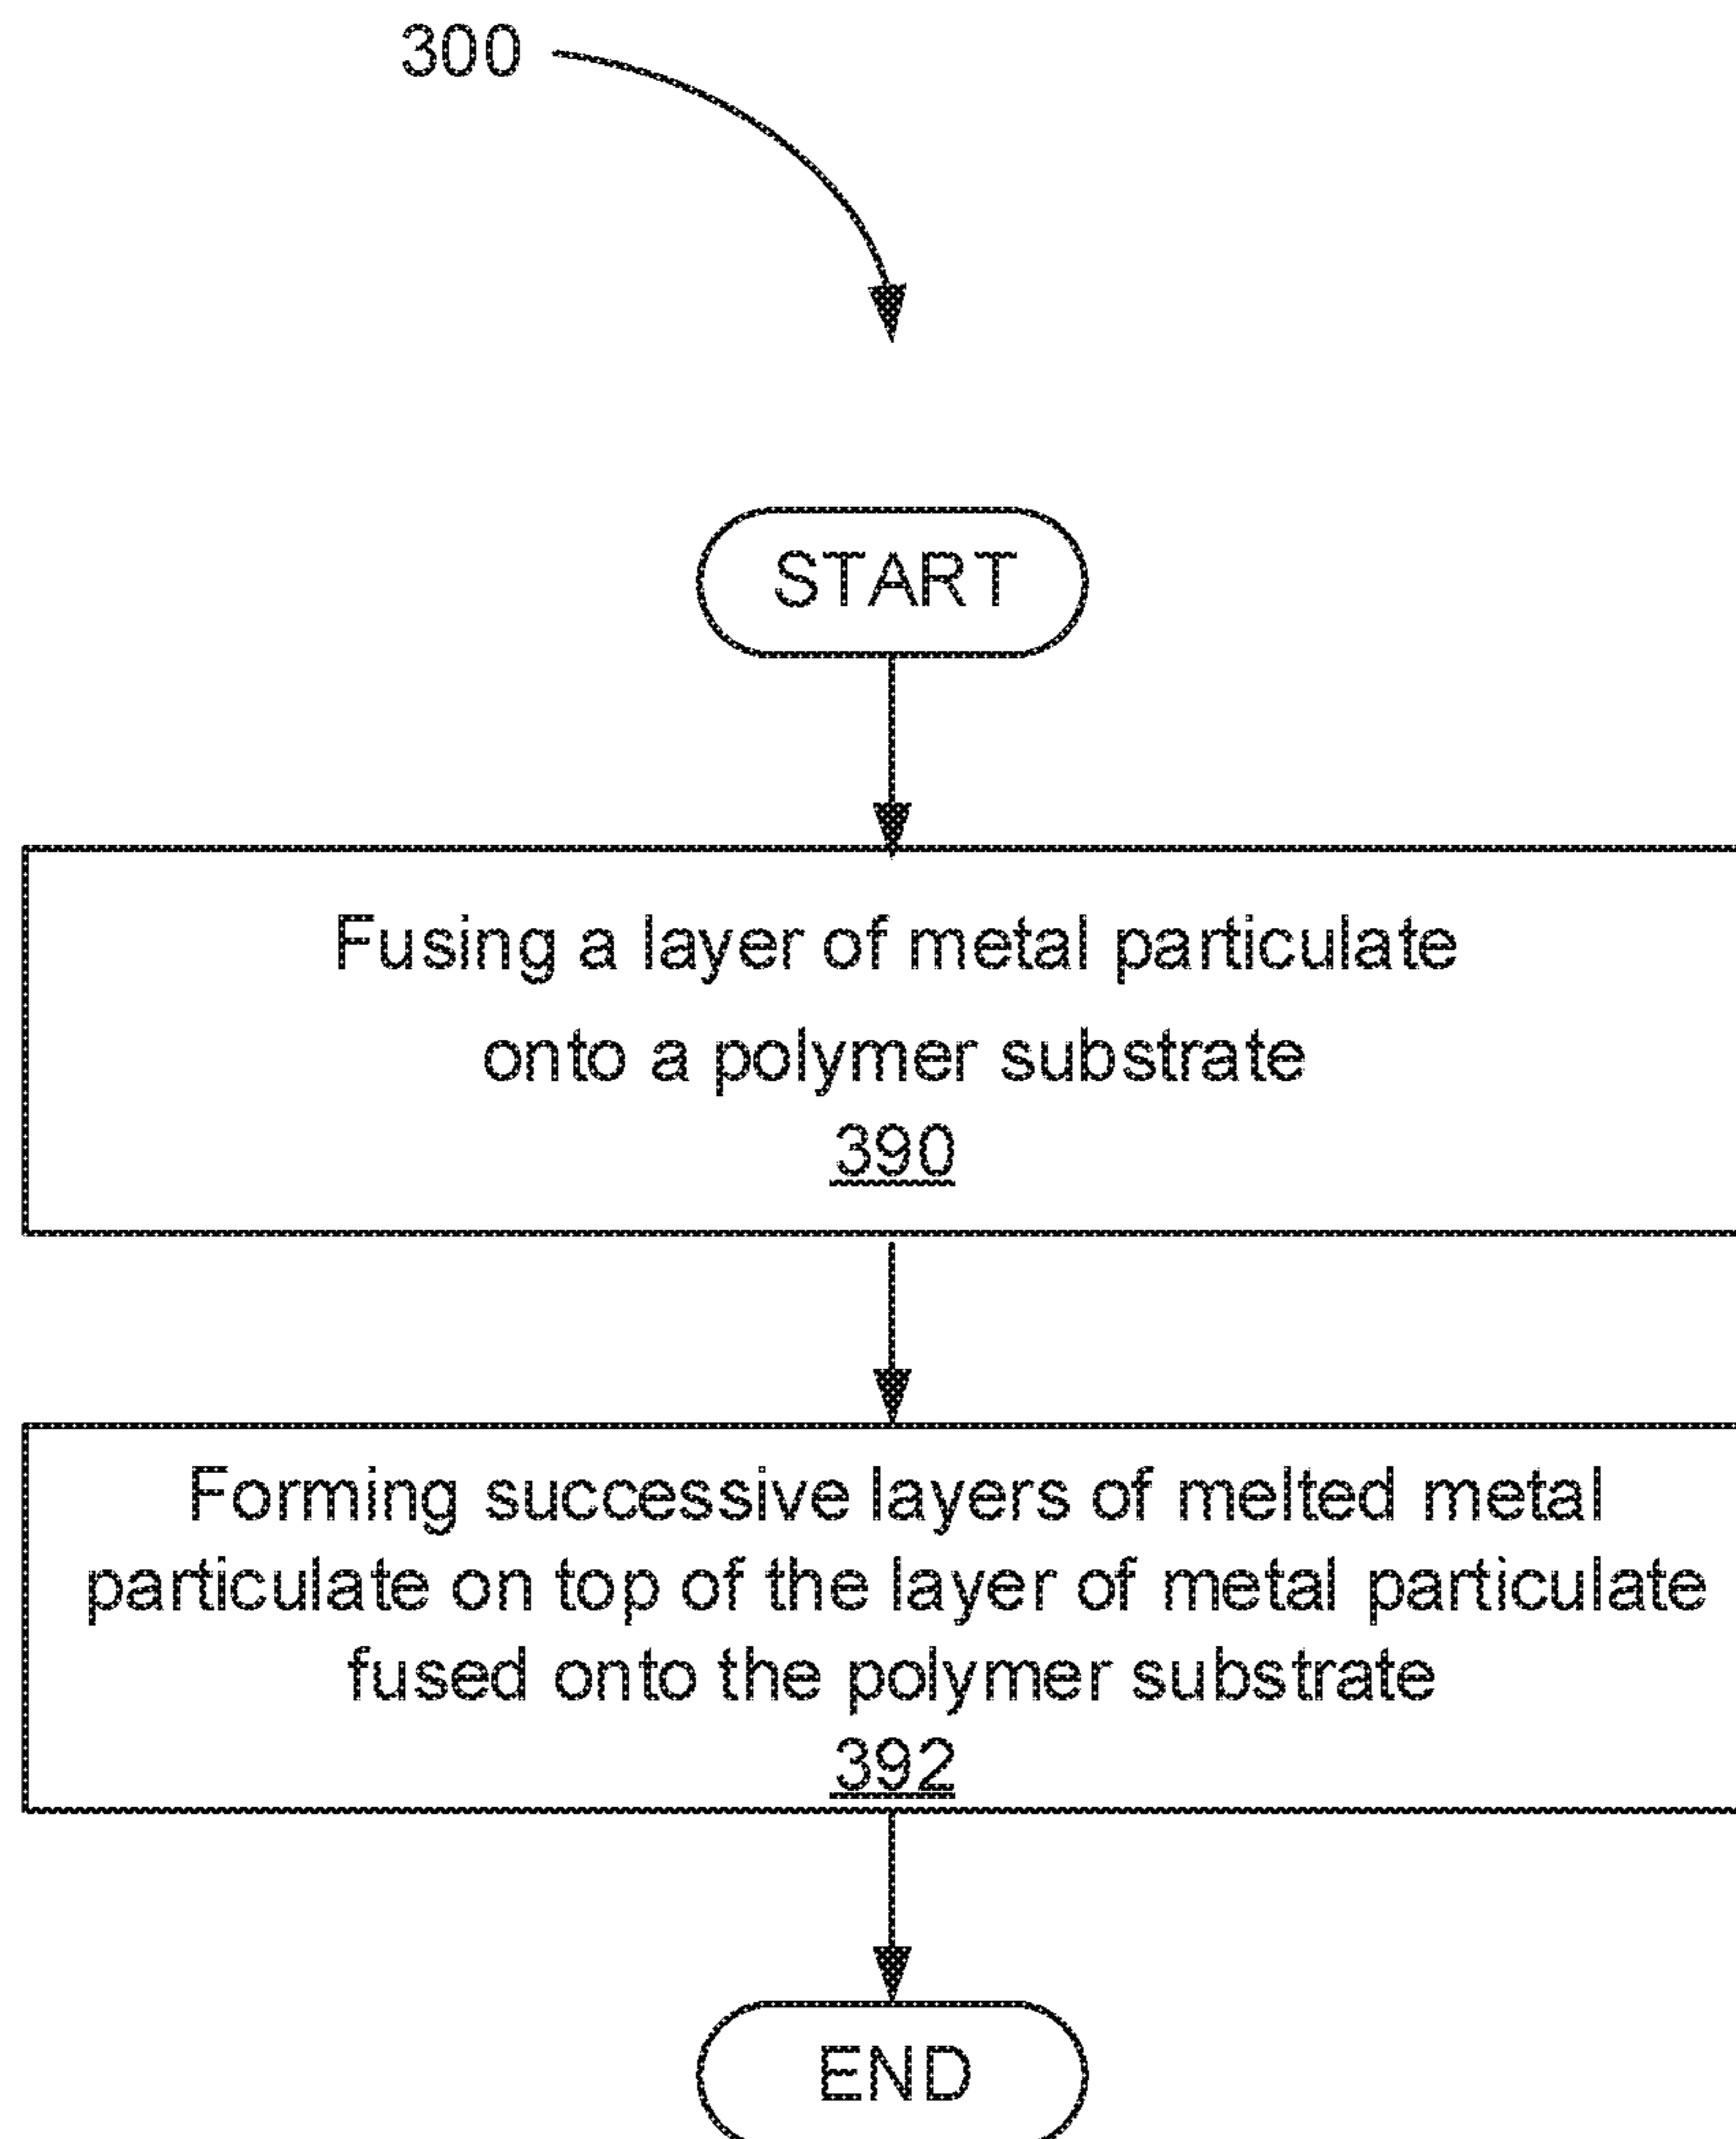 300
START
Fusing a layer of metal particulate
onto a polymer substrate
390
Forming successive layers of melted metal
particulate on top of the layer of metal particulate
fused onto the polymer substrate
392
END